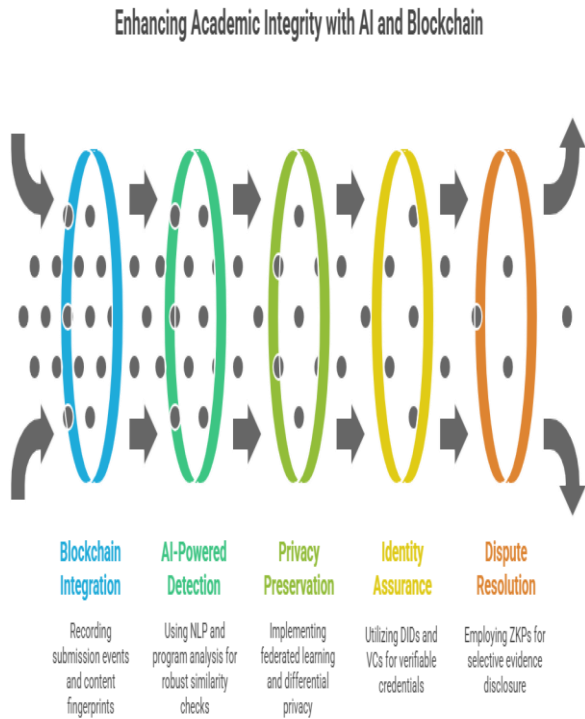 Enhancing Academic Integrity with AI and Blockchain
Blockchain
Integration
Recording
submission events
and content
fingerprints
AI-Powered
Detection
Using NLP and
program analysis for
robust similarity
checks
Privacy
Preservation
Implementing
federated learning
and differential
privacy
Identity
Assurance
Utilizing DIDs and
VCs for verifiable
credentials
Dispute
Resolution
Employing ZKPs for
selective evidence
disclosure